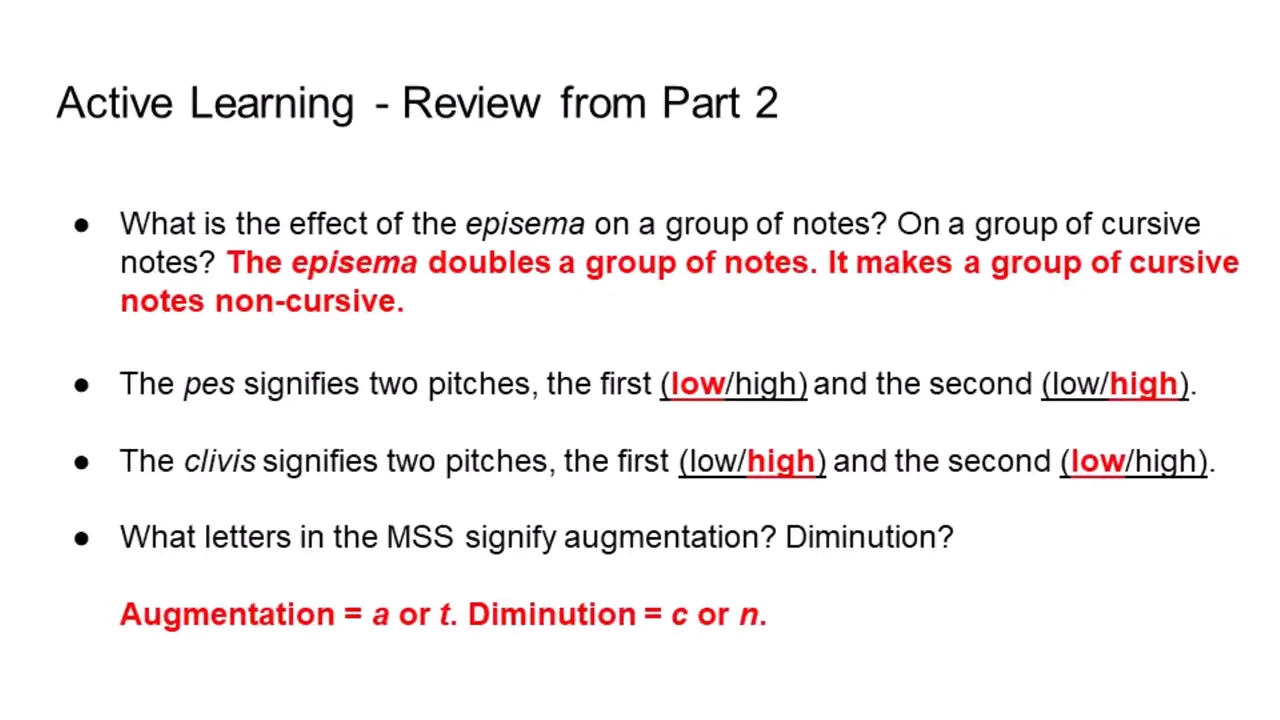 Active Learning - Review from Part 2
● What is the effect of the episema on a group of notes? On a group of cursive
notes? The episema doubles a group of notes. It makes a group of cursive
notes non-cursive.
● The pes signifies two pitches, the first (low/high) and the second (low/high).
● The clivis signifies two pitches, the first (low/high) and the second (low/high).
● What letters in the MSS signify augmentation? Diminution?
Augmentation = a or t. Diminution = c or n.